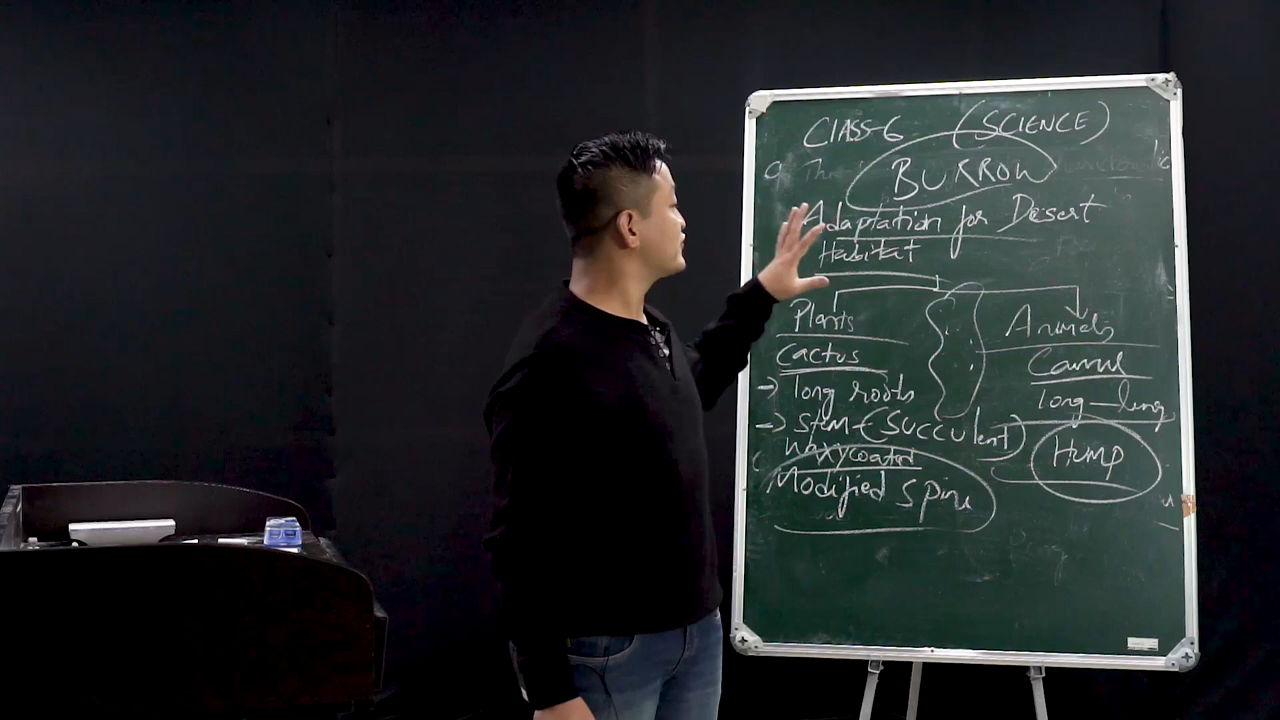 CLASS-6 (SCIENCE)
BURROW
Adaptation for Desert
Habitat
Plants
Animals
Cactus
Camel
→ long roots
long-leng
→ Stem-(Succulent)
Hump
Waxycoated
Modified Spine